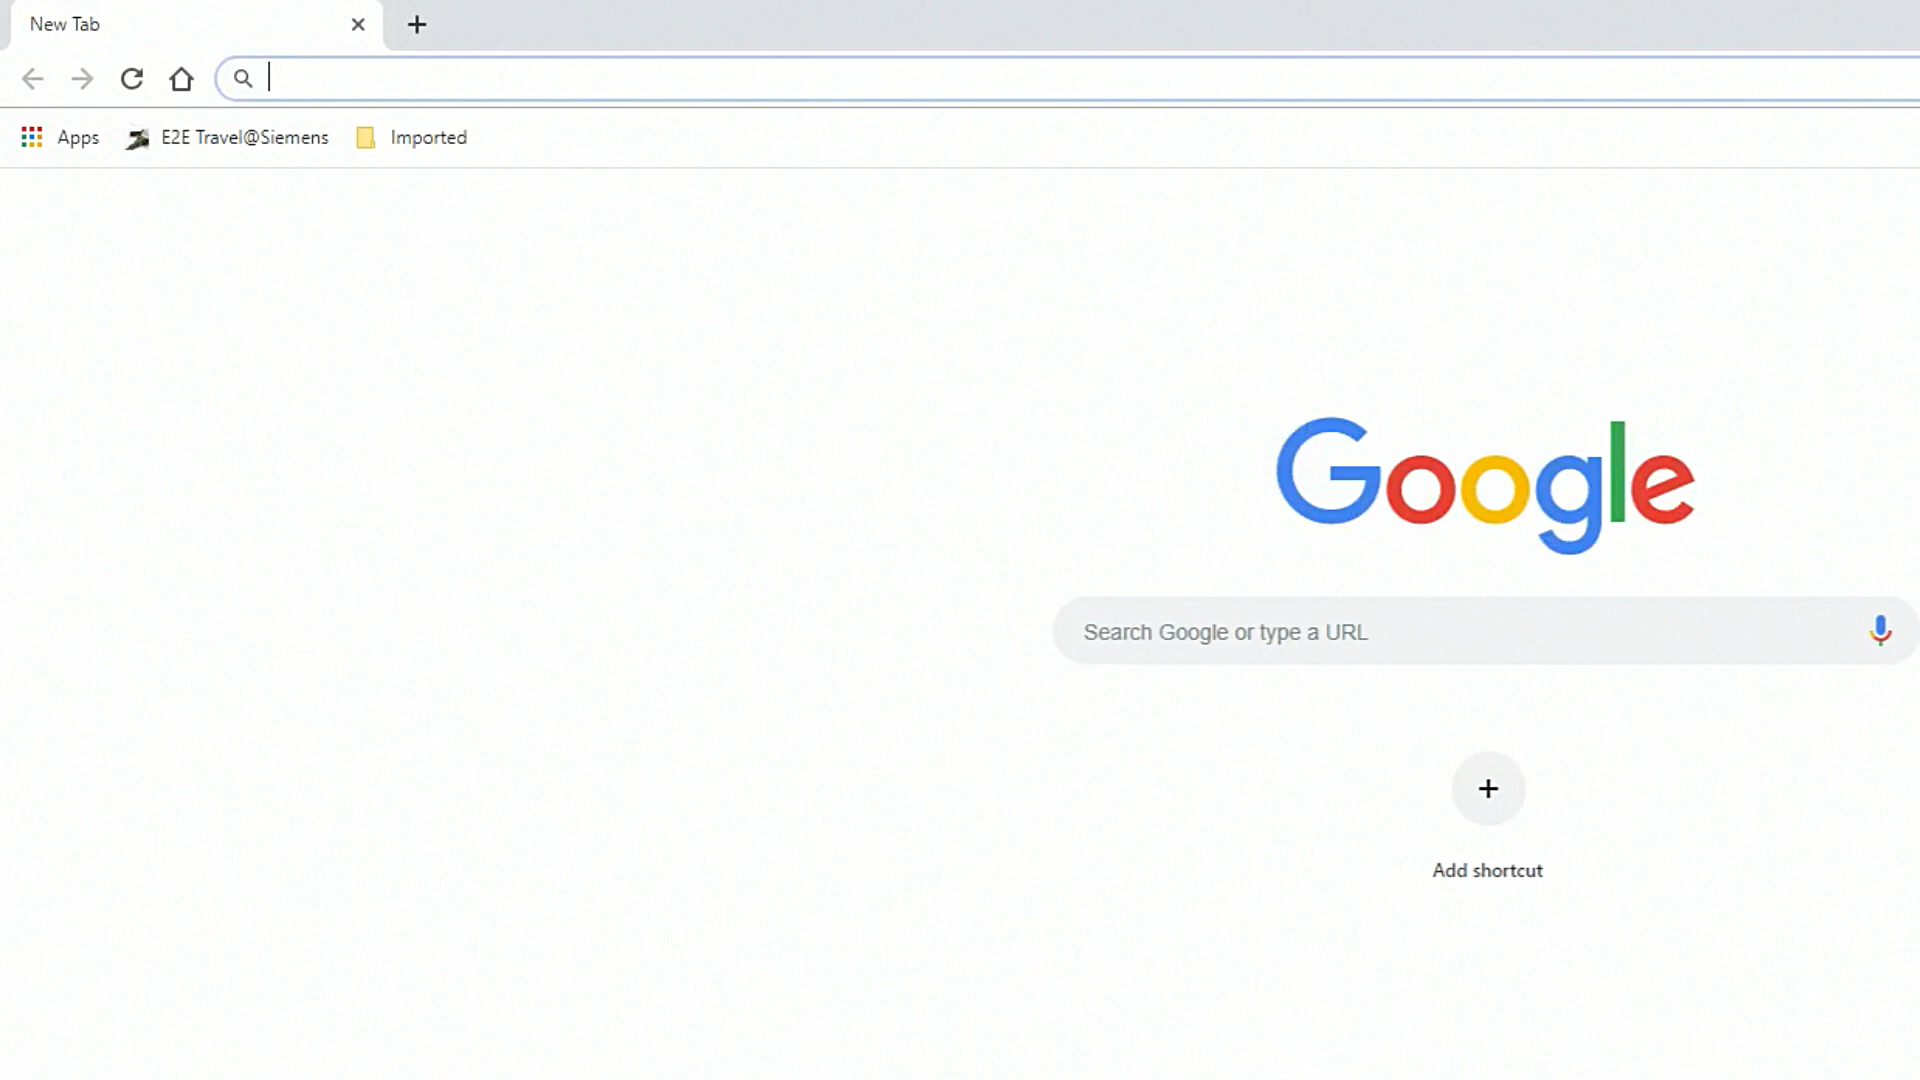 New Tab
Apps
E2E Travel@Siemens
Imported
Google
Search Google or type a URL
Add shortcut